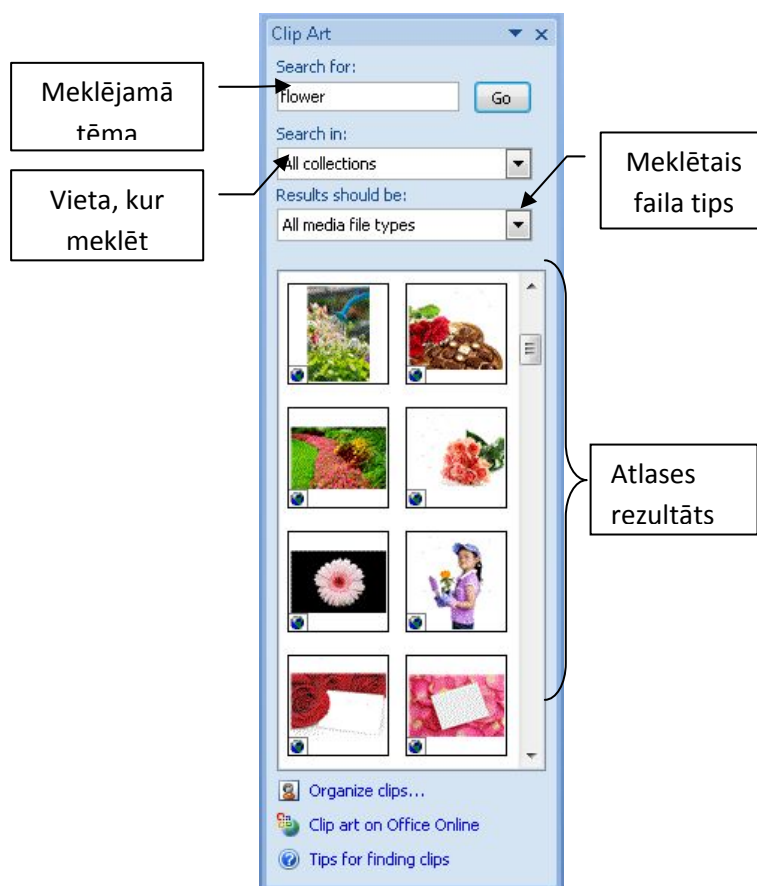 Clip Art
Search for:
Meklējamā
tēma
flower
Go
Search in:
All collections
Meklētais
faila tips
Vieta, kur
meklēt
Results should be:
All media file types
Atlases
rezultāts
Organize clips...
Clip art on Office Online
Tips for finding clips